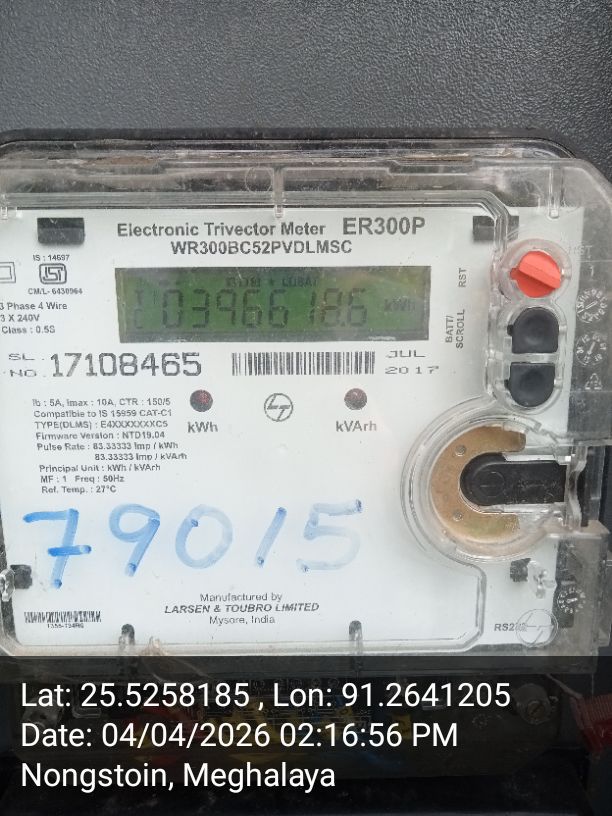 Electronic Trivector Meter ER300P
WR300BC52PVDLMSC
IS : 14697
CM/L- 6430964
3 Phase 4 Wire
3 X 240V
Class : 0.5S
0396618.6 kWh
RST
BATT/
SCROLL
SL. NO. 17108465
JUL 2017
Ib : 5A, Imax : 10A, CTR : 150/5
Compatible to IS 15959 CAT-C1
TYPE(DLMS) : E4XXXXXXXC5
Firmware Version : NTD19.04
Pulse Rate : 83.33333 Imp / kWh
83.33333 Imp / kVArh
Principal Unit : kWh / kVArh
MF : 1 Freq : 50Hz
Ref. Temp. : 27°C
kWh
kVArh
79015
Manufactured by
LARSEN & TOUBRO LIMITED
Mysore, India
Lat: 25.5258185 , Lon: 91.2641205
Date: 04/04/2026 02:16:56 PM
Nongstoin, Meghalaya